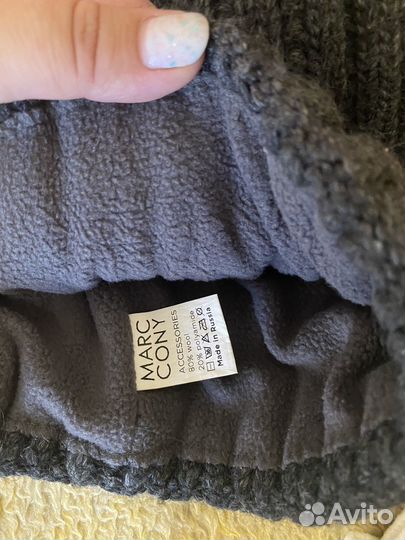 MARC
CONY
ACCESSORIES
80% wool
20% polyamide
Made in Russia
Avito